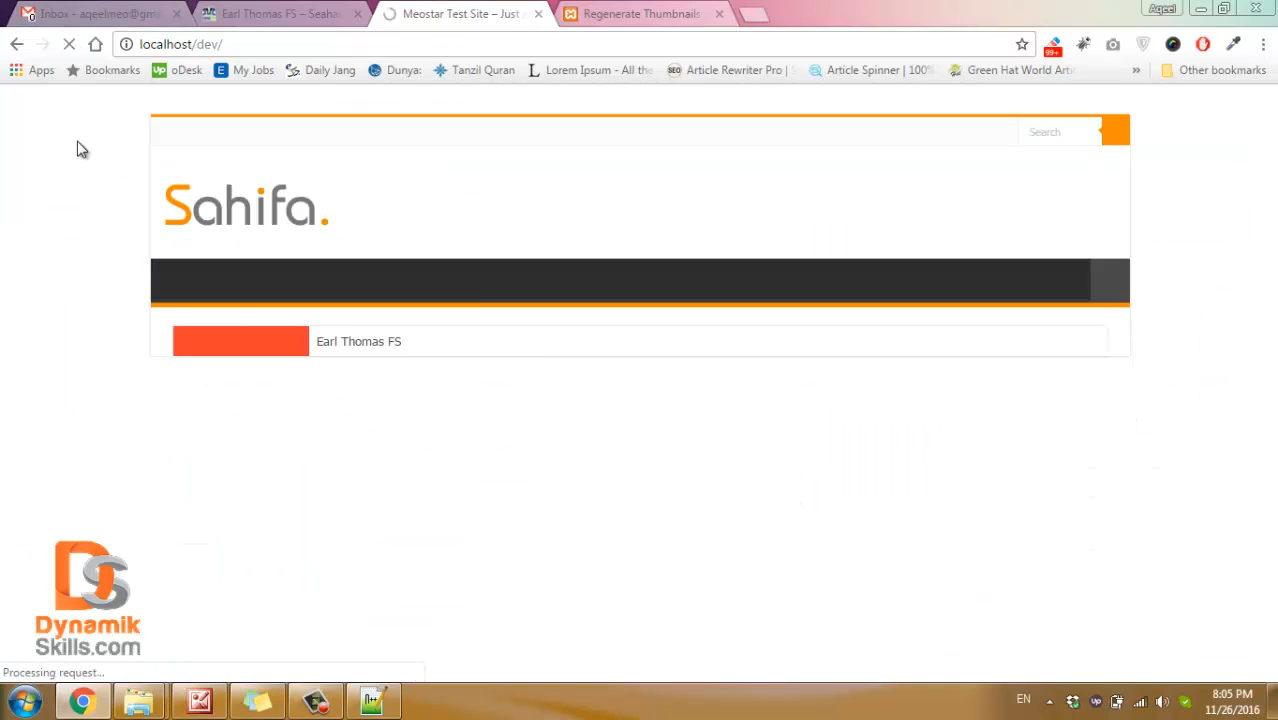 Inbox - aqeelmeo@gm
Earl Thomas FS – Seaha
Meostar Test Site – Just
Regenerate Thumbnails
Aqeel
localhost/dev/
99+
Apps
Bookmarks
oDesk
My Jobs
Daily Jang
Dunya:
Tanzil Quran
Lorem Ipsum - All the
Article Rewriter Pro | S
Article Spinner | 100%
Green Hat World Artic
»
Other bookmarks
Search
Sahifa.
Earl Thomas FS
DS
Dynamik
Skills.com
Processing request...
EN
8:05 PM
11/26/2016